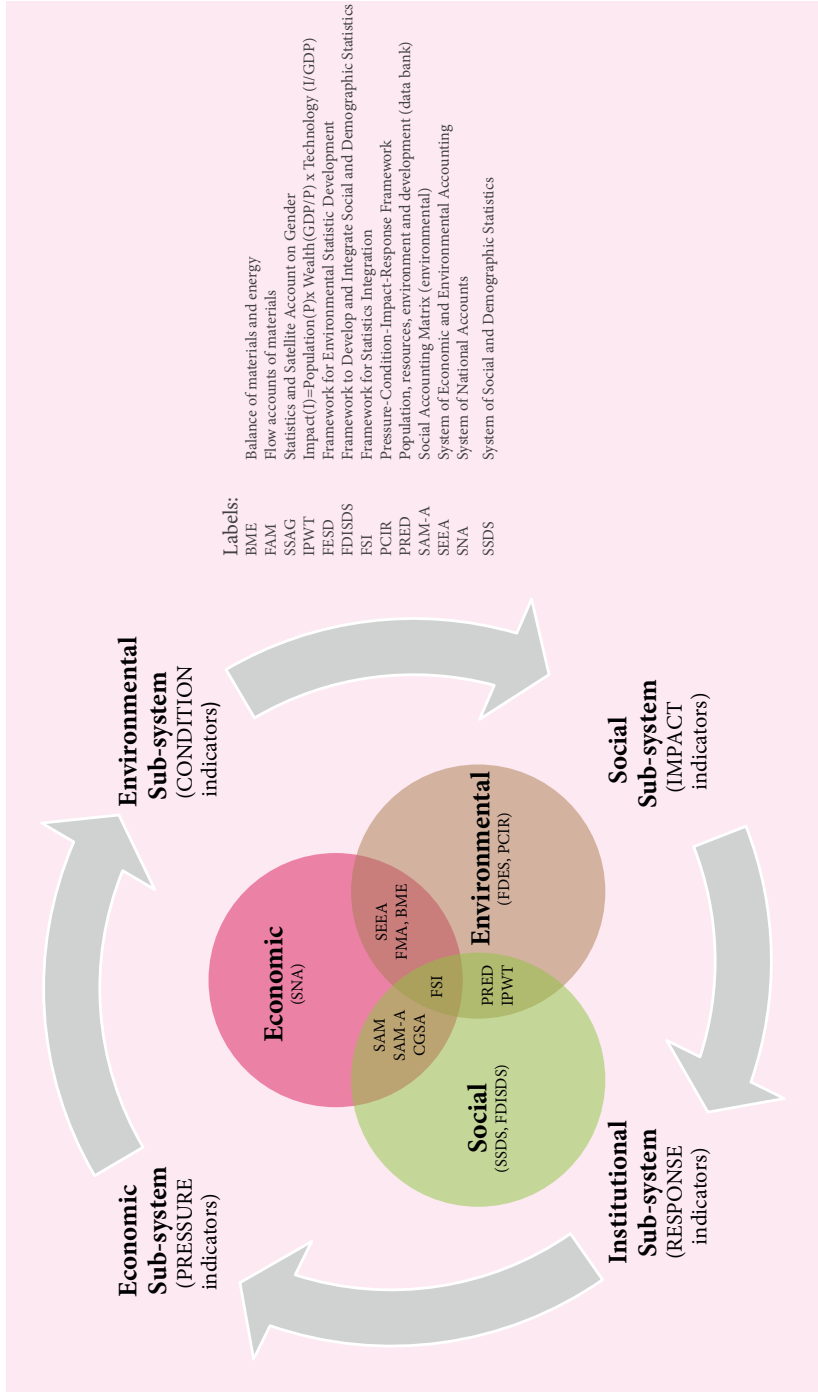 Economic
Sub-system
(PRESSURE
indicators)
Environmental
Sub-system
(CONDITION
indicators)
Economic
(SNA)
SAM
SAM-A
CGSA
SEEA
FMA, BME
FSI
Social
(SSDS, FDISDS)
PRED
IPWT
Environmental
(FDES, PCIR)
Institutional
Sub-system
(RESPONSE
indicators)
Social
Sub-system
(IMPACT
indicators)
Labels:
BME Balance of materials and energy
FAM Flow accounts of materials
SSAG Statistics and Satellite Account on Gender
IPWT Impact(I)=Population(P)x Wealth(GDP/P) x Technology (I/GDP)
FESD Framework for Environmental Statistic Development
FDISDS Framework to Develop and Integrate Social and Demographic Statistics
FSI Framework for Statistics Integration
PCIR Pressure-Condition-Impact-Response Framework
PRED Population, resources, environment and development (data bank)
SAM-A Social Accounting Matrix (environmental)
SEEA System of Economic and Environmental Accounting
SNA System of National Accounts
SSDS System of Social and Demographic Statistics